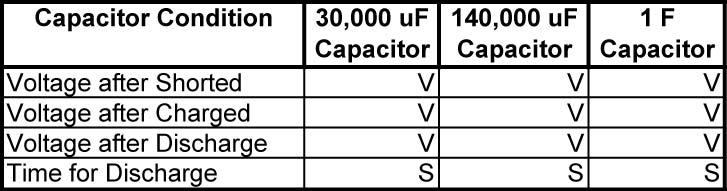 Capacitor Condition 30,000 uF 140,000 uF 1 F
Capacitor Capacitor Capacitor
Voltage after Shorted V V V
Voltage after Charged V V V
Voltage after Discharge V V V
Time for Discharge S S S